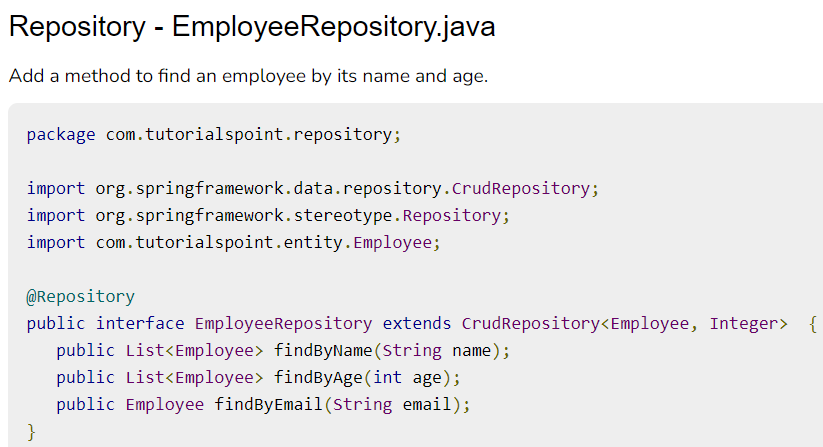 Repository - EmployeeRepository.java
Add a method to find an employee by its name and age.
package com.tutorialspoint.repository;
import org.springframework.data.repository.CrudRepository;
import org.springframework.stereotype.Repository;
import com.tutorialspoint.entity.Employee;
@Repository
public interface EmployeeRepository extends CrudRepository<Employee, Integer>  {
   public List<Employee> findByName(String name);
   public List<Employee> findByAge(int age);
   public Employee findByEmail(String email);
}